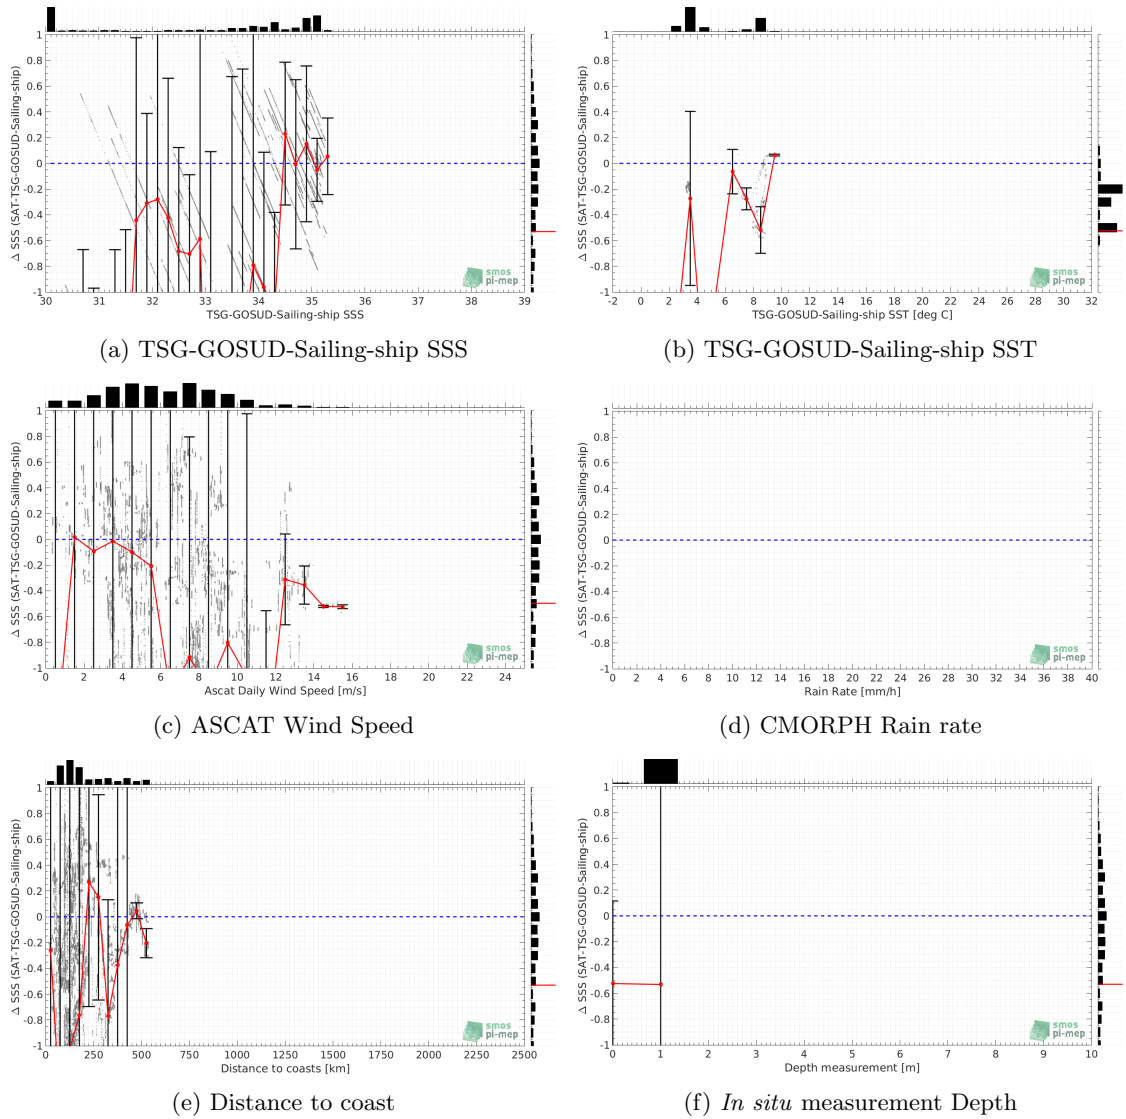 1
0.8
0.6
0.4
0.2
0
-0.2
-0.4
-0.6
-0.8
-1
Δ SSS (SAT-TSG-GOSUD-Sailing-ship)
30 31 32 33 34 35 36 37 38 39
TSG-GOSUD-Sailing-ship SSS
smos
pi-mep
(a) TSG-GOSUD-Sailing-ship SSS
1
0.8
0.6
0.4
0.2
0
-0.2
-0.4
-0.6
-0.8
-1
Δ SSS (SAT-TSG-GOSUD-Sailing-ship)
-2 0 2 4 6 8 10 12 14 16 18 20 22 24 26 28 30 32
TSG-GOSUD-Sailing-ship SST [deg C]
smos
pi-mep
(b) TSG-GOSUD-Sailing-ship SST
1
0.8
0.6
0.4
0.2
0
-0.2
-0.4
-0.6
-0.8
-1
Δ SSS (SAT-TSG-GOSUD-Sailing-ship)
0 2 4 6 8 10 12 14 16 18 20 22 24
Ascat Daily Wind Speed [m/s]
smos
pi-mep
(c) ASCAT Wind Speed
1
0.8
0.6
0.4
0.2
0
-0.2
-0.4
-0.6
-0.8
-1
Δ SSS (SAT-TSG-GOSUD-Sailing-ship)
0 2 4 6 8 10 12 14 16 18 20 22 24 26 28 30 32 34 36 38 40
Rain Rate [mm/h]
smos
pi-mep
(d) CMORPH Rain rate
1
0.8
0.6
0.4
0.2
0
-0.2
-0.4
-0.6
-0.8
-1
Δ SSS (SAT-TSG-GOSUD-Sailing-ship)
0 250 500 750 1000 1250 1500 1750 2000 2250 2500
Distance to coasts [km]
smos
pi-mep
(e) Distance to coast
1
0.8
0.6
0.4
0.2
0
-0.2
-0.4
-0.6
-0.8
-1
Δ SSS (SAT-TSG-GOSUD-Sailing-ship)
0 1 2 3 4 5 6 7 8 9 10
Depth measurement [m]
smos
pi-mep
(f) In situ measurement Depth